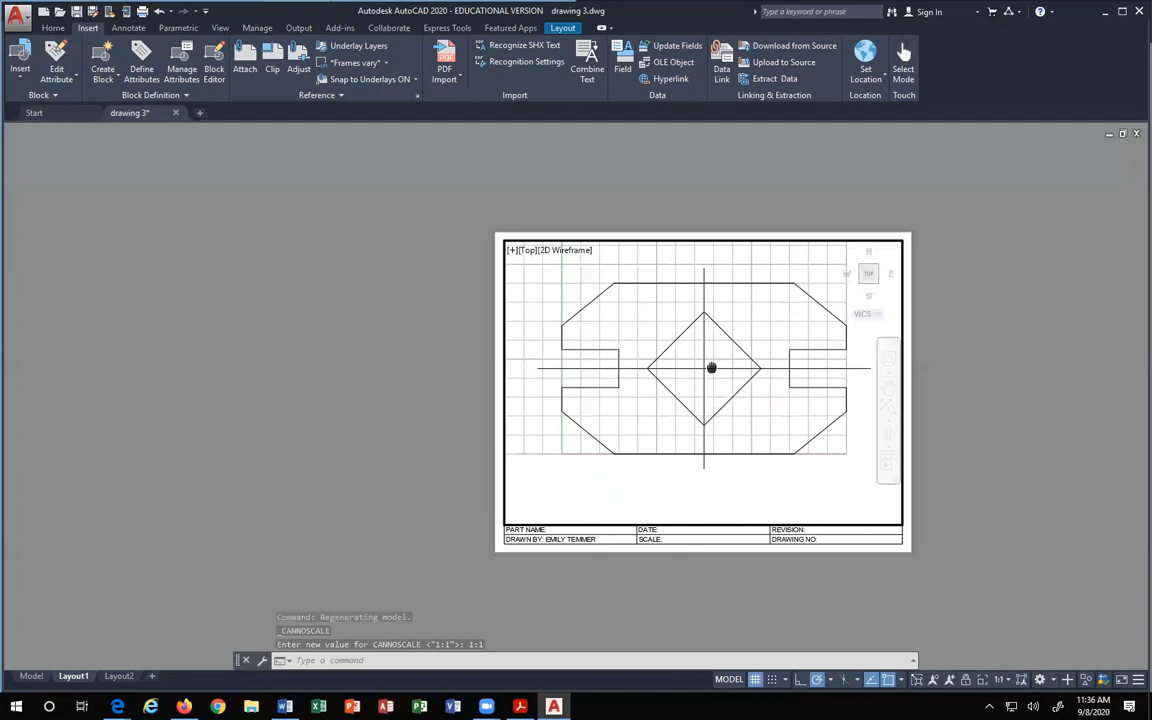 Autodesk AutoCAD 2020 - EDUCATIONAL VERSION drawing 3.dwg
Type a keyword or phrase
Sign In
Home Insert Annotate Parametric View Manage Output Add-ins Collaborate Express Tools Featured Apps Layout
Insert
Edit Attribute
Create Block
Define Attributes
Manage Attributes
Block Editor
Attach
Clip
Adjust
Underlay Layers
*Frames vary*
Snap to Underlays ON
PDF Import
Recognize SHX Text
Recognition Settings
Combine Text
Field
Update Fields
OLE Object
Hyperlink
Data Link
Download from Source
Upload to Source
Extract Data
Set Location
Select Mode
Block
Block Definition
Reference
Import
Data
Linking & Extraction
Location
Touch
Start
drawing 3*
[+][Top][2D Wireframe]
TOP
WCS
PART NAME: DATE: REVISION:
DRAWN BY: EMILY TEMMER SCALE: DRAWING NO:
Command: Regenerating model.
_CANNOSCALE
Enter new value for CANNOSCALE <"1:1">: 1:1
Type a command
Model Layout1 Layout2
MODEL
1:1
11:36 AM
9/8/2020